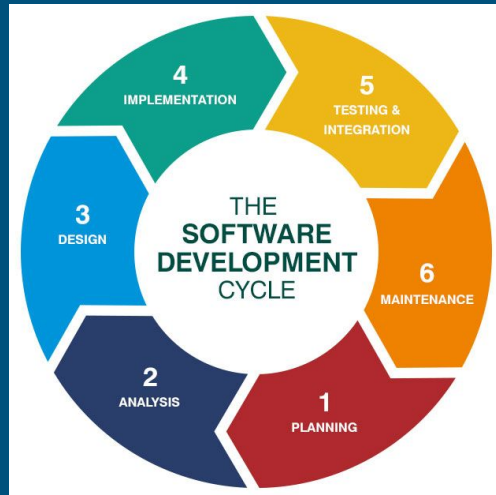 THE
SOFTWARE
DEVELOPMENT
CYCLE
1
PLANNING
2
ANALYSIS
3
DESIGN
4
IMPLEMENTATION
5
TESTING &
INTEGRATION
6
MAINTENANCE